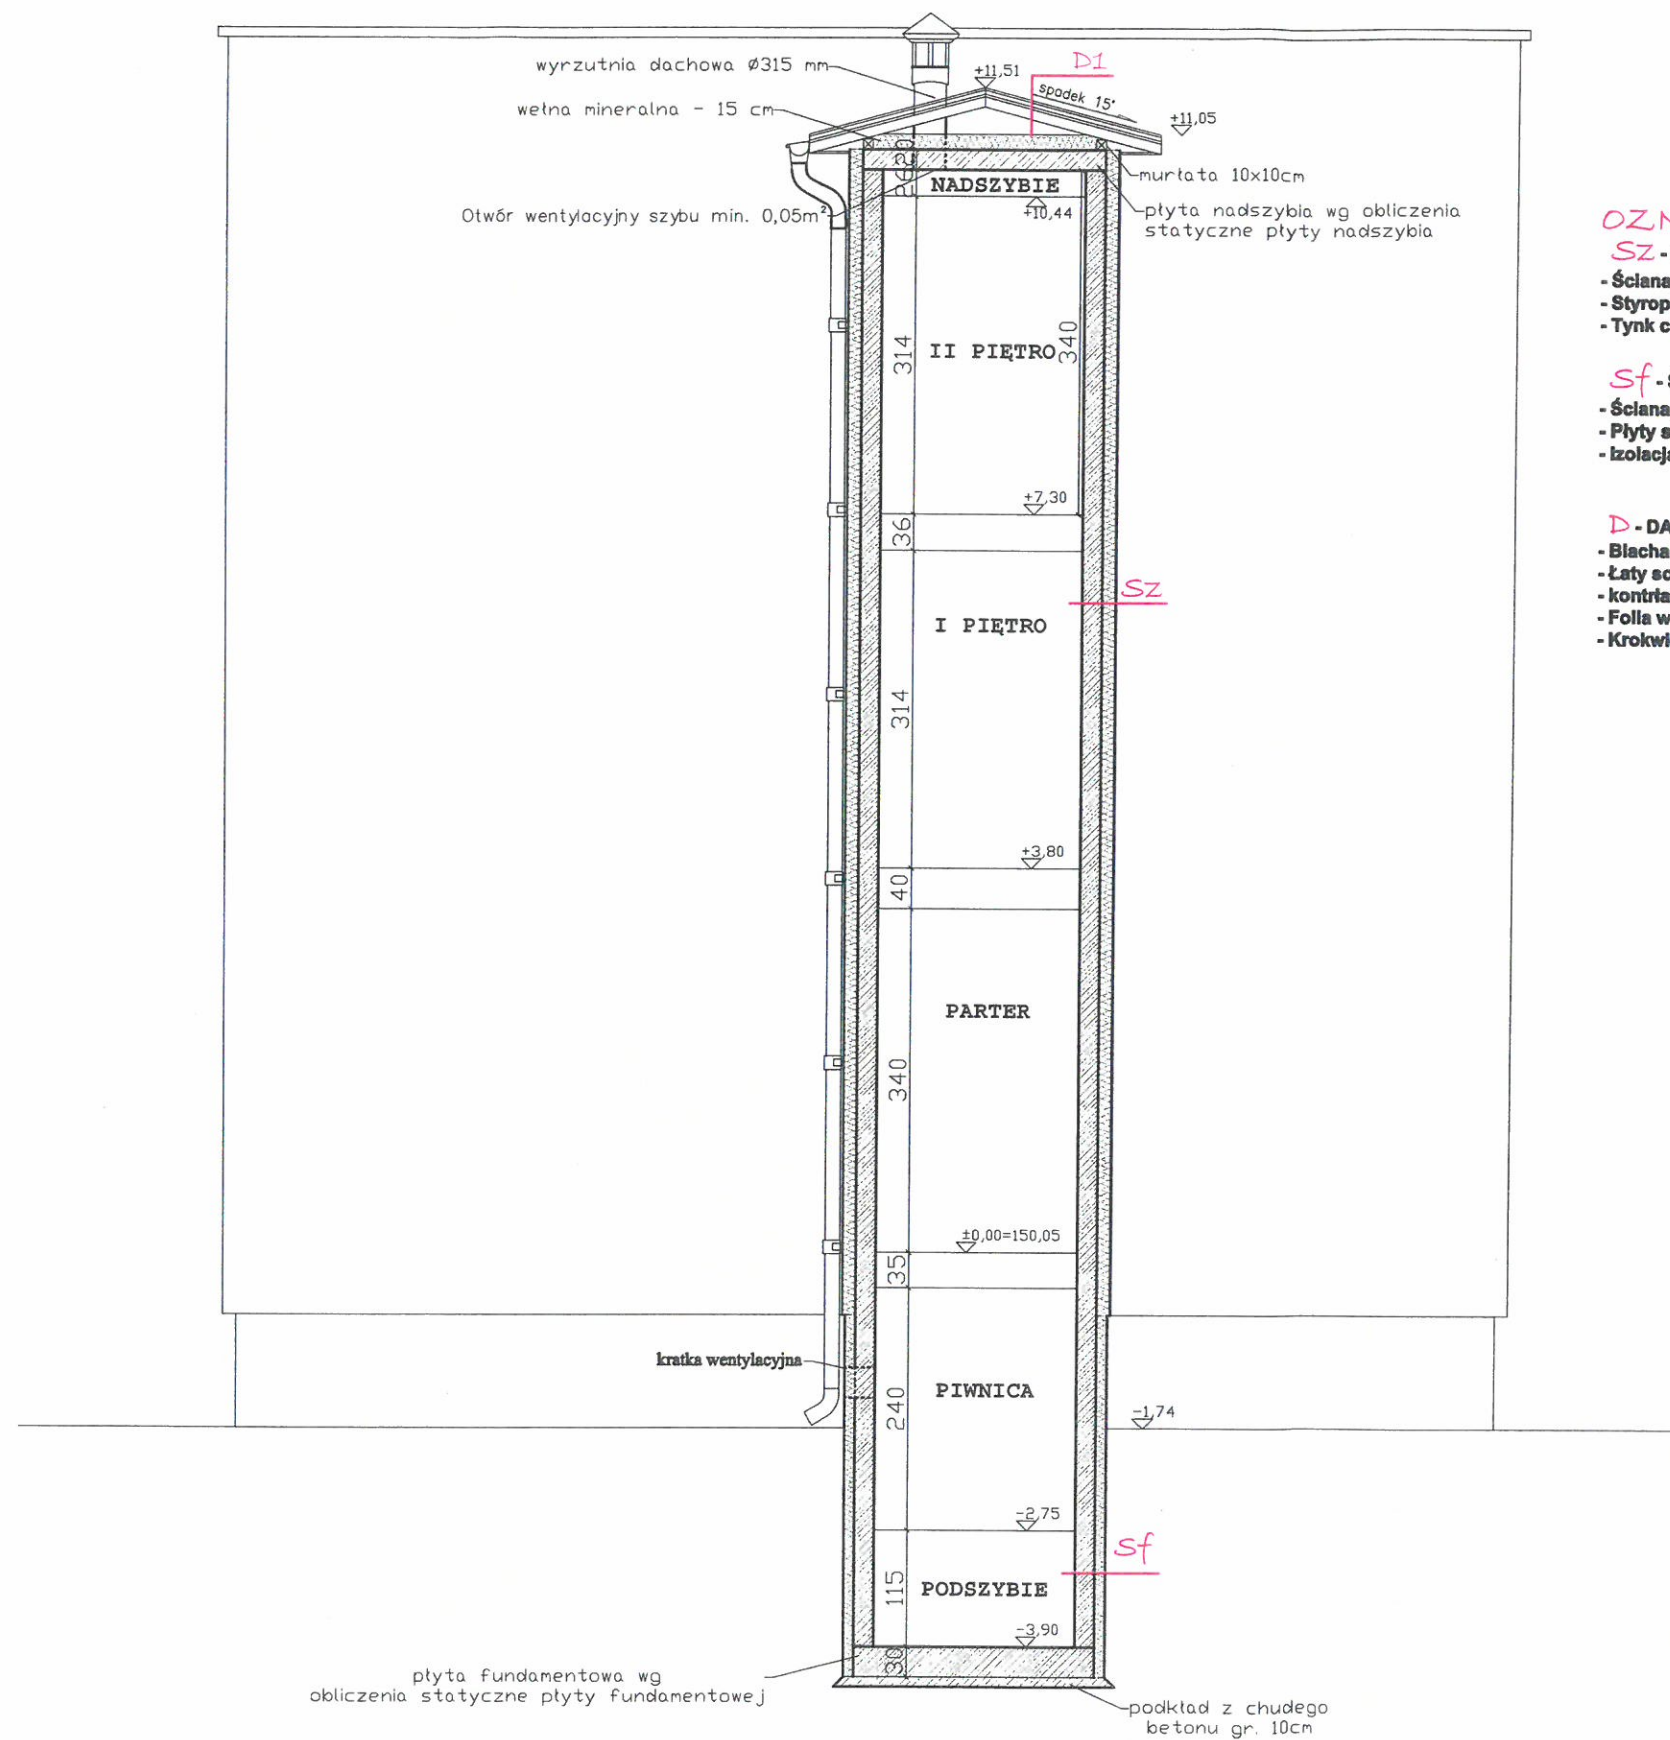 wyrzutnia dachowa Ø315 mm
wełna mineralna - 15 cm
+11,51
D1
spadek 15°
+11,05
murłata 10x10cm
NADSZYBIE
+10,44
Otwór wentylacyjny szybu min. 0,05m²
płyta nadszybia wg obliczenia
statyczne płyty nadszybia
314
II PIĘTRO
340
+7,30
36
Sz
I PIĘTRO
314
+3,80
40
PARTER
340
±0,00=150,05
35
kratka wentylacyjna
PIWNICA
240
-1,74
-2,75
Sf
115
PODSZYBIE
-3,90
30
płyta fundamentowa wg
obliczenia statyczne płyty fundamentowej
podkład z chudego
betonu gr. 10cm
OZN
Sz -
- Ściana
- Styrop
- Tynk c
Sf - S
- Ściana
- Płyty s
- Izolacja
D - DA
- Blacha
- Łaty so
- kontrła
- Folia w
- Krokwi